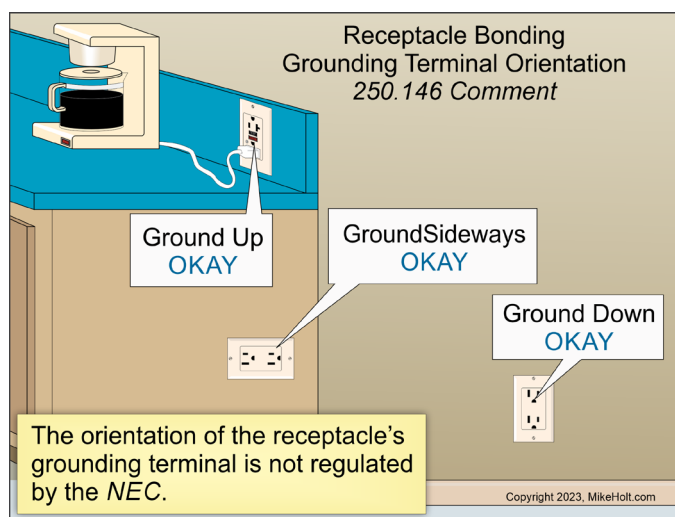 Receptacle Bonding
Grounding Terminal Orientation
250.146 Comment
Ground Up
OKAY
GroundSideways
OKAY
Ground Down
OKAY
The orientation of the receptacle's
grounding terminal is not regulated
by the NEC.
Copyright 2023, MikeHolt.com